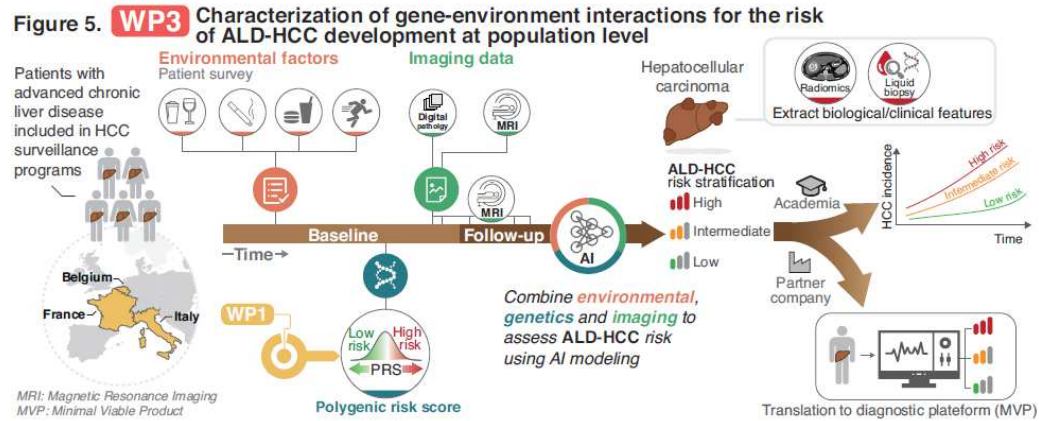 Figure 5. WP3 Characterization of gene-environment interactions for the risk
of ALD-HCC development at population level
Patients with
advanced chronic
liver disease
included in HCC
surveillance
programs
Environmental factors
Patient survey
Imaging data
Digital
pathology
MRI
MRI
Hepatocellular
carcinoma
Radiomics
Liquid
biopsy
Extract biological/clinical features
Baseline
Follow-up
Time
AI
ALD-HCC
risk stratification
High
Intermediate
Low
Academia
Partner
company
HCC incidence
High risk
Intermediate risk
Low risk
Time
Belgium
France
Italy
WP1
Low
risk
High
risk
PRS
Polygenic risk score
Combine environmental,
genetics and imaging to
assess ALD-HCC risk
using AI modeling
Translation to diagnostic plateform (MVP)
MRI: Magnetic Resonance Imaging
MVP: Minimal Viable Product